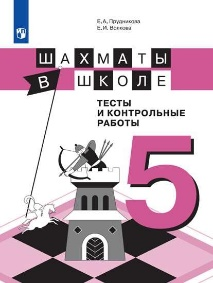 Е.А. Прудникова
Е.И. Волкова
ШАХМАТЫ
В ШКОЛЕ
ТЕСТЫ
И КОНТРОЛЬНЫЕ
РАБОТЫ
5